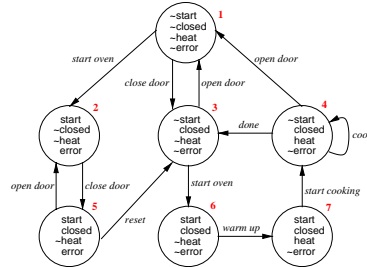 1
~start
~closed
~heat
~error
start oven
close door
open door
open door
2
start
~closed
~heat
error
3
~start
closed
~heat
~error
done
4
~start
closed
heat
~error
coo
open door
close door
start oven
start cooking
5
start
closed
~heat
error
reset
6
start
closed
~heat
~error
warm up
7
start
closed
heat
~error